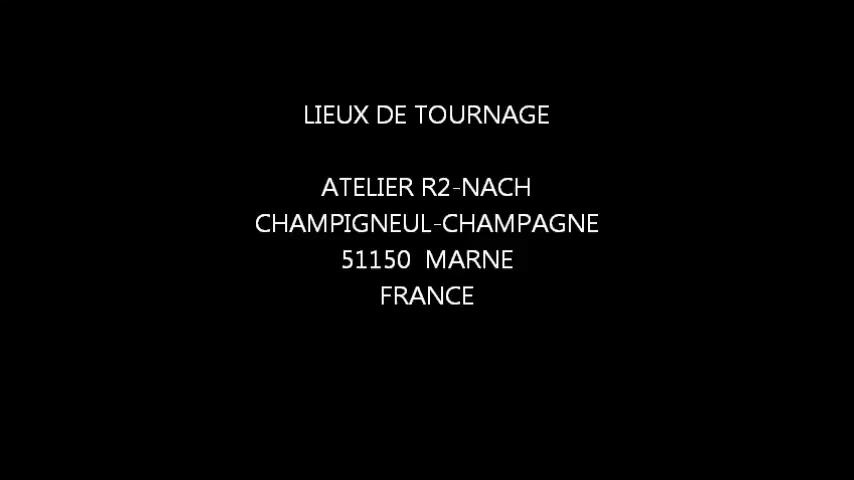 LIEUX DE TOURNAGE
ATELIER R2-NACH
CHAMPIGNEUL-CHAMPAGNE
51150 MARNE
FRANCE